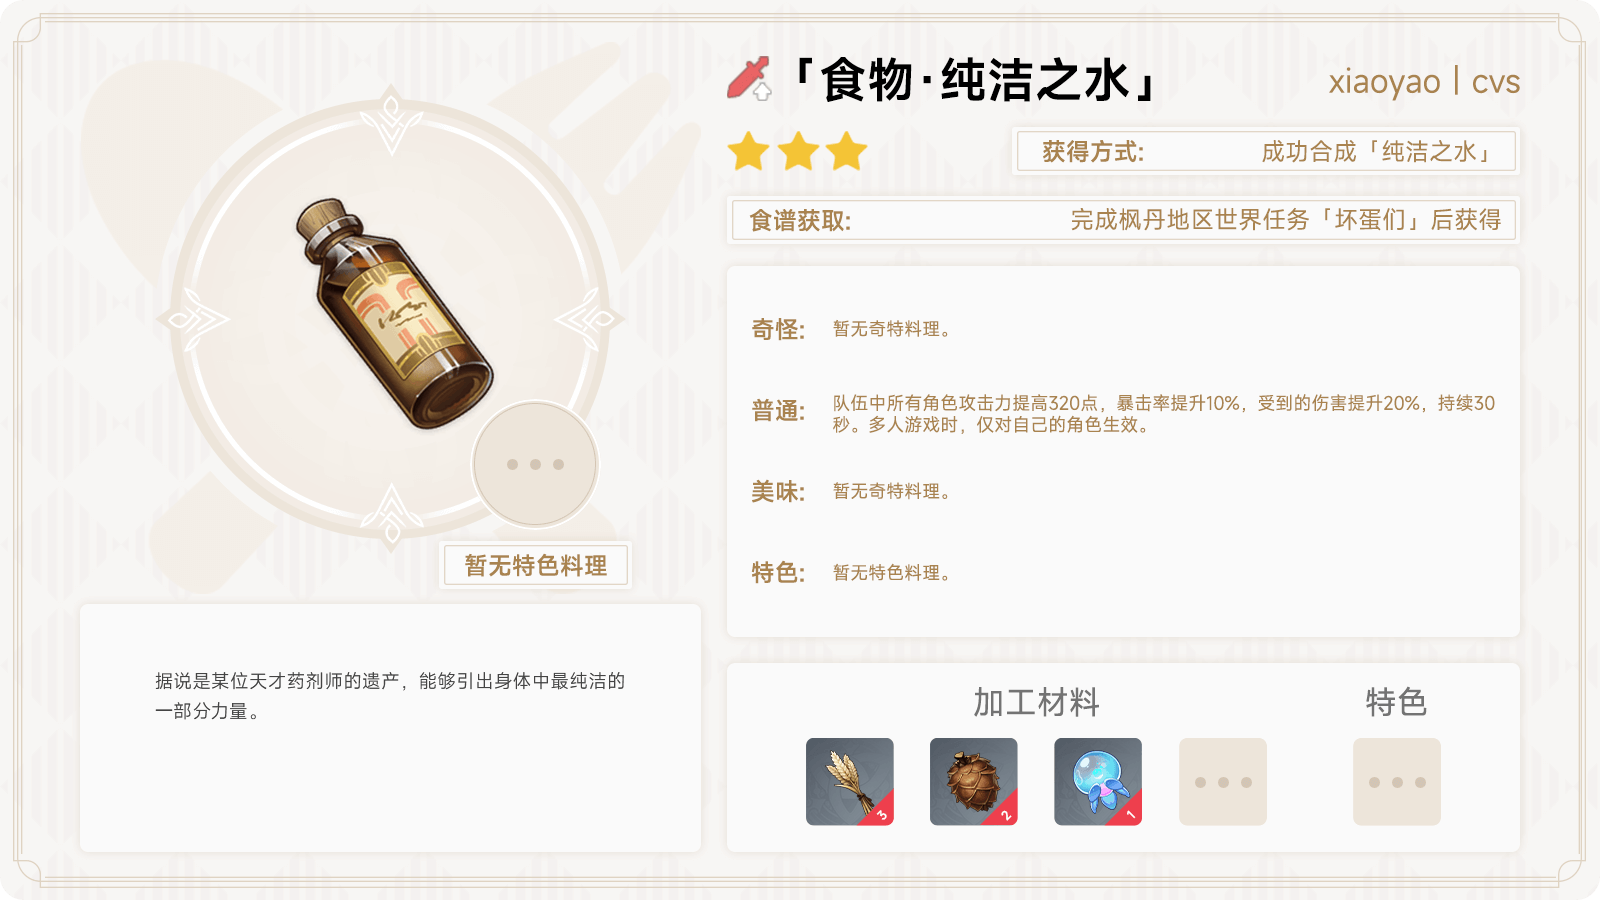 「食物·纯洁之水」
xiaoyao | cvs
获得方式:
成功合成「纯洁之水」
食谱获取:
完成枫丹地区世界任务「坏蛋们」后获得
奇怪:
暂无奇特料理。
普通:
队伍中所有角色攻击力提高320点，暴击率提升10%，受到的伤害提升20%，持续30
秒。多人游戏时，仅对自己的角色生效。
美味:
暂无奇特料理。
特色:
暂无特色料理。
暂无特色料理
据说是某位天才药剂师的遗产，能够引出身体中最纯洁的
一部分力量。
加工材料
特色
3
2
1